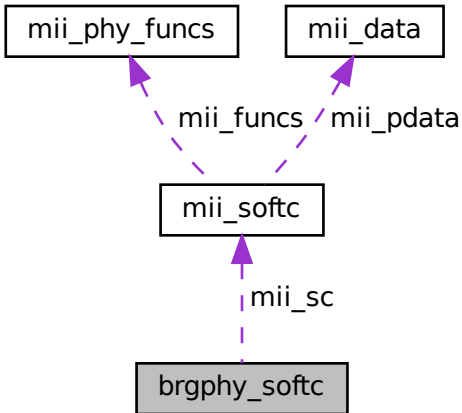 mii_phy_funcs
mii_data
mii_funcs
mii_pdata
mii_softc
mii_sc
brgphy_softc